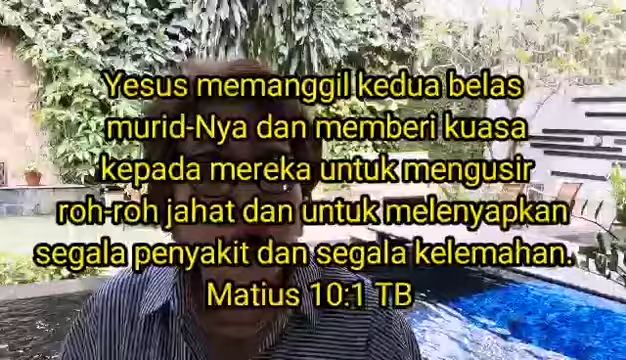 Yesus memanggil kedua belas
murid-Nya dan memberi kuasa
kepada mereka untuk mengusir
roh-roh jahat dan untuk melenyapkan
segala penyakit dan segala kelemahan.
Matius 10:1 TB